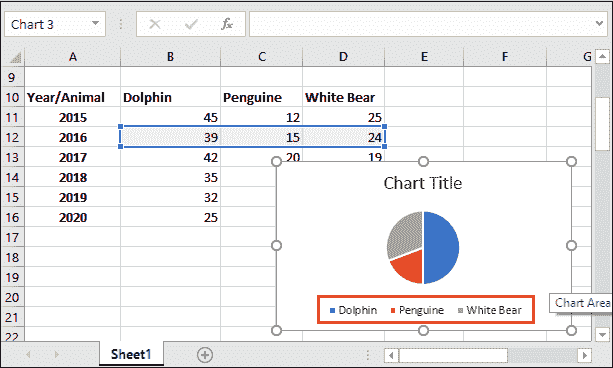 Chart 3 fx
A B C D E F G
9
10 Year/Animal Dolphin Penguine White Bear
11 2015 45 12 25
12 2016 39 15 24
13 2017 42 20 19
14 2018 35
15 2019 32
16 2020 25
17
18
19
20
21
22
Chart Title
Dolphin Penguine White Bear
Chart Area
Sheet1